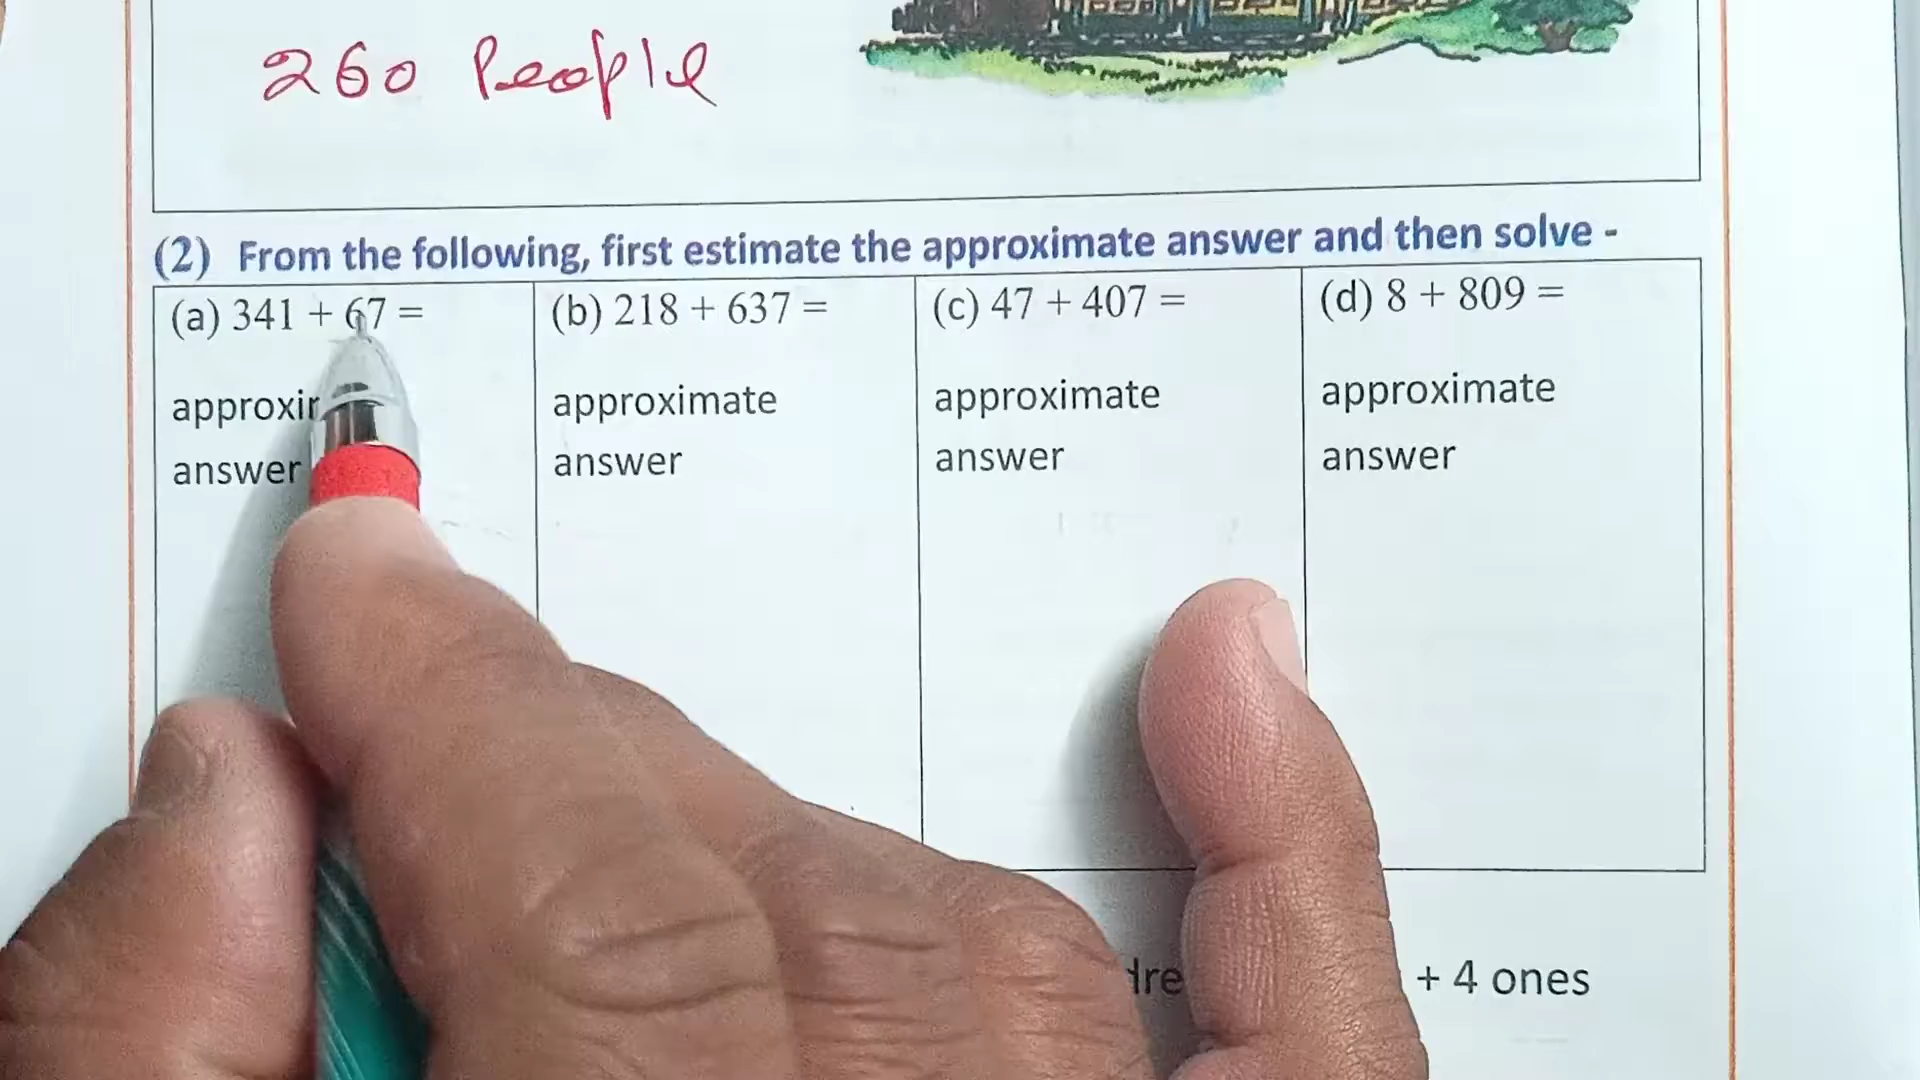 260 People
(2) From the following, first estimate the approximate answer and then solve -
(a) 341 + 67 =
(b) 218 + 637 =
(c) 47 + 407 =
(d) 8 + 809 =
approxi
approximate
approximate
approximate
answer
answer
answer
answer
+ 4 ones